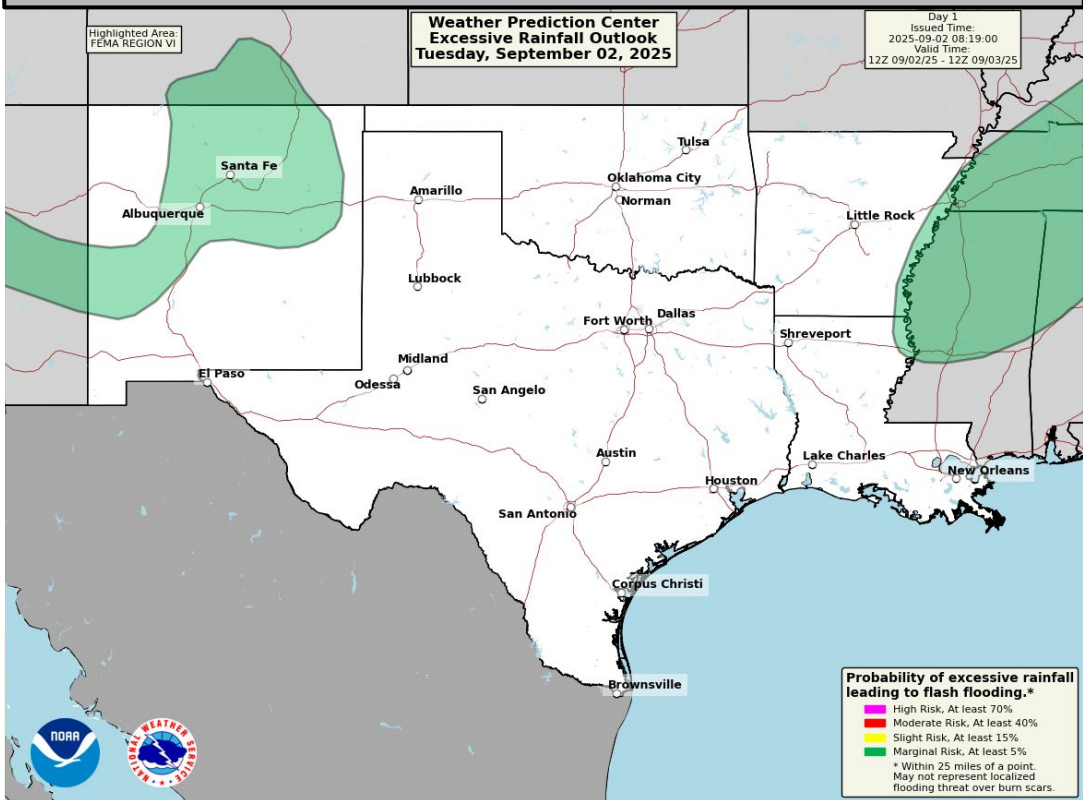 Weather Prediction Center
Excessive Rainfall Outlook
Tuesday, September 02, 2025
Highlighted Area:
FEMA REGION VI
Day 1
Issued Time:
2025-09-02 08:19:00
Valid Time:
12Z 09/02/25 - 12Z 09/03/25
Tulsa
Santa Fe
Oklahoma City
Amarillo
Norman
Albuquerque
Little Rock
Lubbock
Fort Worth
Dallas
Shreveport
Midland
El Paso
Odessa
San Angelo
Austin
Lake Charles
New Orleans
Houston
San Antonio
Corpus Christi
Brownsville
Probability of excessive rainfall
leading to flash flooding.*
High Risk, At least 70%
Moderate Risk, At least 40%
Slight Risk, At least 15%
Marginal Risk, At least 5%
* Within 25 miles of a point.
May not represent localized
flooding threat over burn scars.
NOAA
NATIONAL WEATHER SERVICE